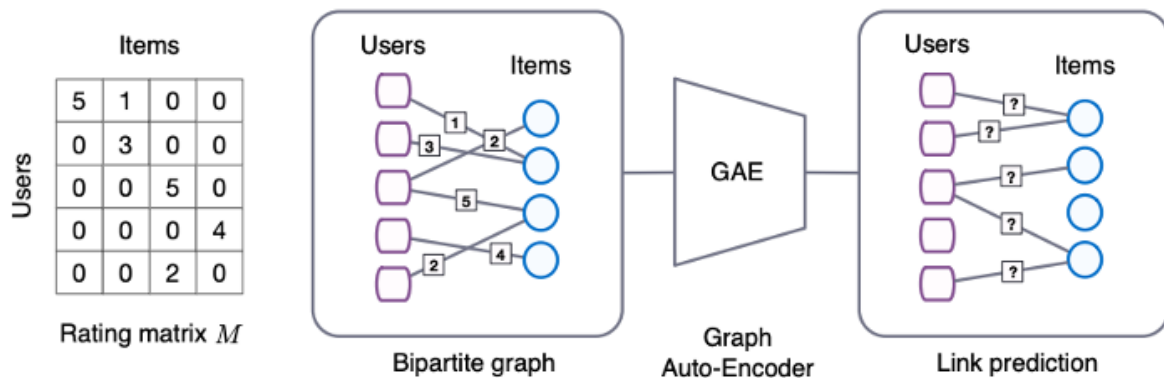 Items
Users
5 1 0 0
0 3 0 0
0 0 5 0
0 0 0 4
0 0 2 0
Rating matrix M
Users
Items
1
2
3
5
4
2
Bipartite graph
GAE
Graph
Auto-Encoder
Users
Items
?
?
?
?
?
Link prediction